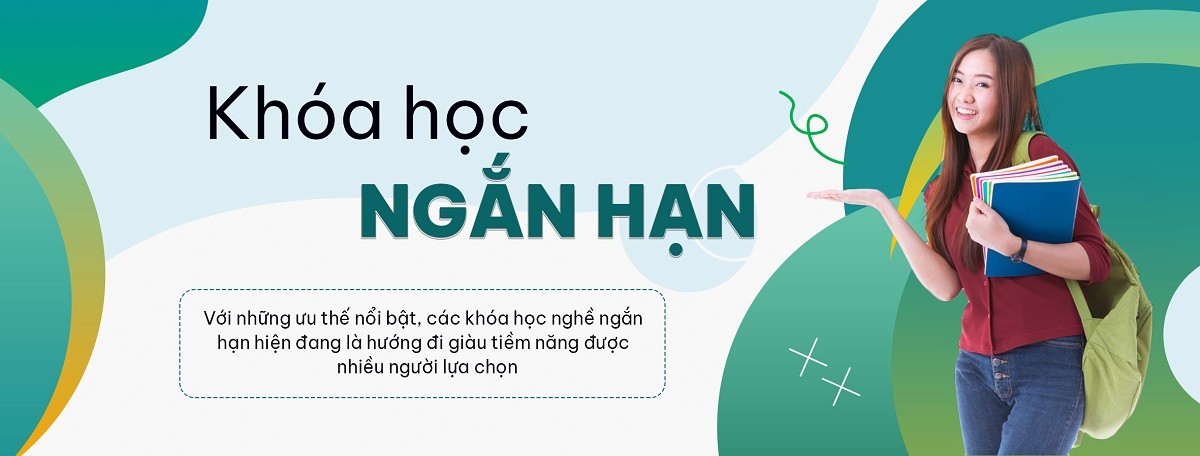 Khóa học
NGẮN HẠN
Với những ưu thế nổi bật, các khóa học nghề ngắn
hạn hiện đang là hướng đi giàu tiềm năng được
nhiều người lựa chọn